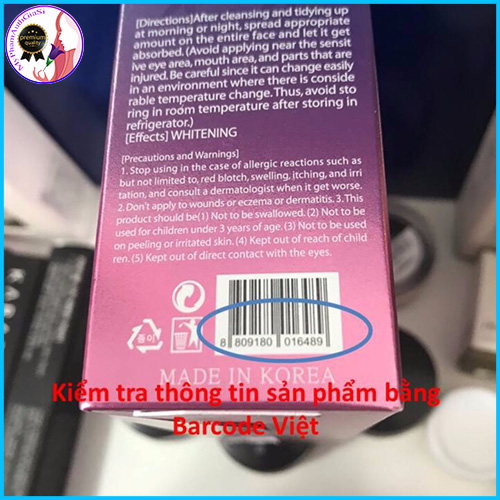 MỹPhẩmAnhGuaSi
premium
quality
[Directions]After cleansing and tidying up
at morning or night, spread appropriate
amount on the entire face and let it get
absorbed. (Avoid applying near the sensit
ive eye area, mouth area, and parts that are
injured. Be careful since it can change easily
in an environment where there is conside
rable temperature change. Thus, avoid sto
ring in room temperature after storing in
refrigerator.)
[Effects] WHITENING
[Precautions and Warnings]
1. Stop using in the case of allergic reactions such as
but not limited to, red blotch, swelling, itching, and irri
tation, and consult a dermatologist when it get worse.
2. Don't apply to wounds or eczema or dermatitis. 3.This
product should be(1) Not to be swallowed. (2) Not to be
used for children under 3 years of age. (3) Not to be used
on peeling or irritated skin. (4) Kept out of reach of child
ren. (5) Kept out of direct contact with the eyes.
8 809180 016489
MADE IN KOREA
Kiểm tra thông tin sản phẩm bằng
Barcode Việt